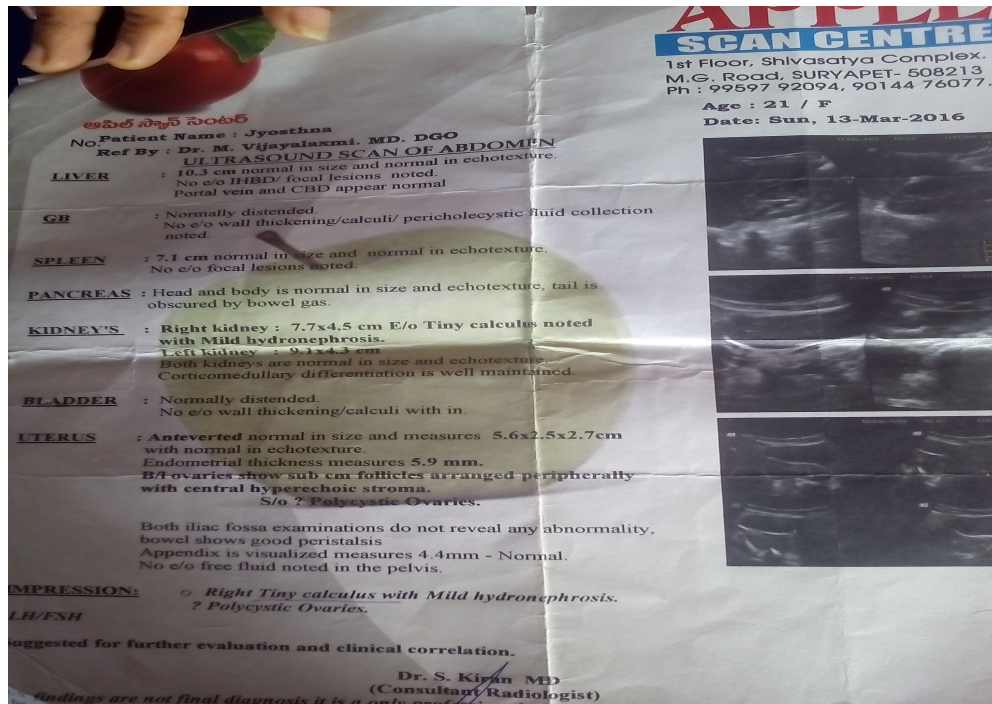 APPLE
SCAN CENTRE
1st Floor, Shivasatya Complex.
M.G. Road, SURYAPET- 508213
Ph : 99597 92094, 90144 76077.
ఆపిల్ స్కాన్ సెంటర్
Age : 21 / F
Date: Sun, 13-Mar-2016
No.
Patient Name : Jyosthna
Ref By : Dr. M. Vijayalaxmi. MD. DGO
ULTRASOUND SCAN OF ABDOMEN
LIVER : 10.3 cm normal in size and normal in echotexture.
No e/o IHBD/ focal lesions noted.
Portal vein and CBD appear normal
GB : Normally distended.
No e/o wall thickening/calculi/ pericholecystic fluid collection
noted.
SPLEEN : 7.1 cm normal in size and normal in echotexture.
No e/o focal lesions noted.
PANCREAS : Head and body is normal in size and echotexture, tail is
obscured by bowel gas.
KIDNEY'S : Right kidney : 7.7x4.5 cm E/o Tiny calculus noted
with Mild hydronephrosis.
Left kidney : 9.1x4.3 cm
Both kidneys are normal in size and echotexture.
Corticomedullary differentiation is well maintained.
BLADDER : Normally distended.
No e/o wall thickening/calculi with in.
UTERUS : Anteverted normal in size and measures 5.6x2.5x2.7cm
with normal in echotexture.
Endometrial thickness measures 5.9 mm.
B/l ovaries show sub cm follicles arranged peripherally
with central hyperechoic stroma.
S/o ? Polycystic Ovaries.
Both iliac fossa examinations do not reveal any abnormality,
bowel shows good peristalsis
Appendix is visualized measures 4.4mm - Normal.
No e/o free fluid noted in the pelvis.
IMPRESSION: o Right Tiny calculus with Mild hydronephrosis.
? Polycystic Ovaries.
LH/FSH
suggested for further evaluation and clinical correlation.
Dr. S. Kiran MD
(Consultant Radiologist)
findings are not final diagnosis it is a only